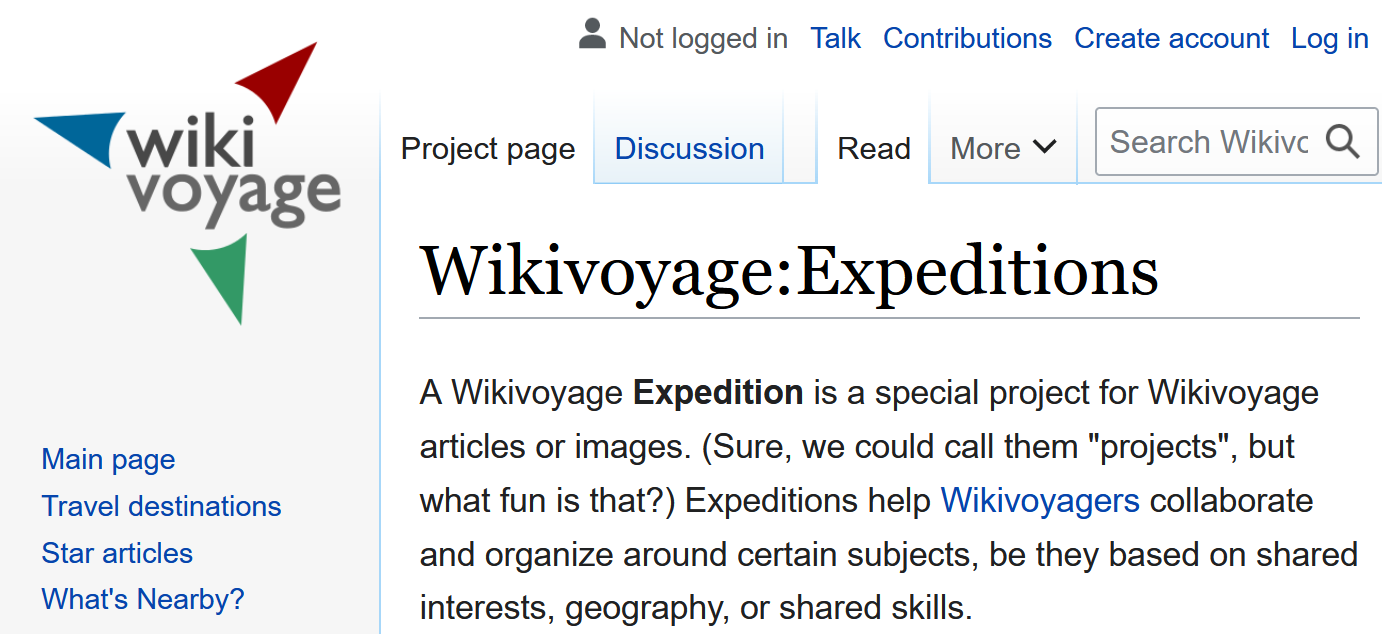 Not logged in Talk Contributions Create account Log in
wiki
voyage
Project page Discussion Read More Search Wikivo
Wikivoyage:Expeditions
A Wikivoyage Expedition is a special project for Wikivoyage
articles or images. (Sure, we could call them "projects", but
what fun is that?) Expeditions help Wikivoyagers collaborate
and organize around certain subjects, be they based on shared
interests, geography, or shared skills.
Main page
Travel destinations
Star articles
What's Nearby?